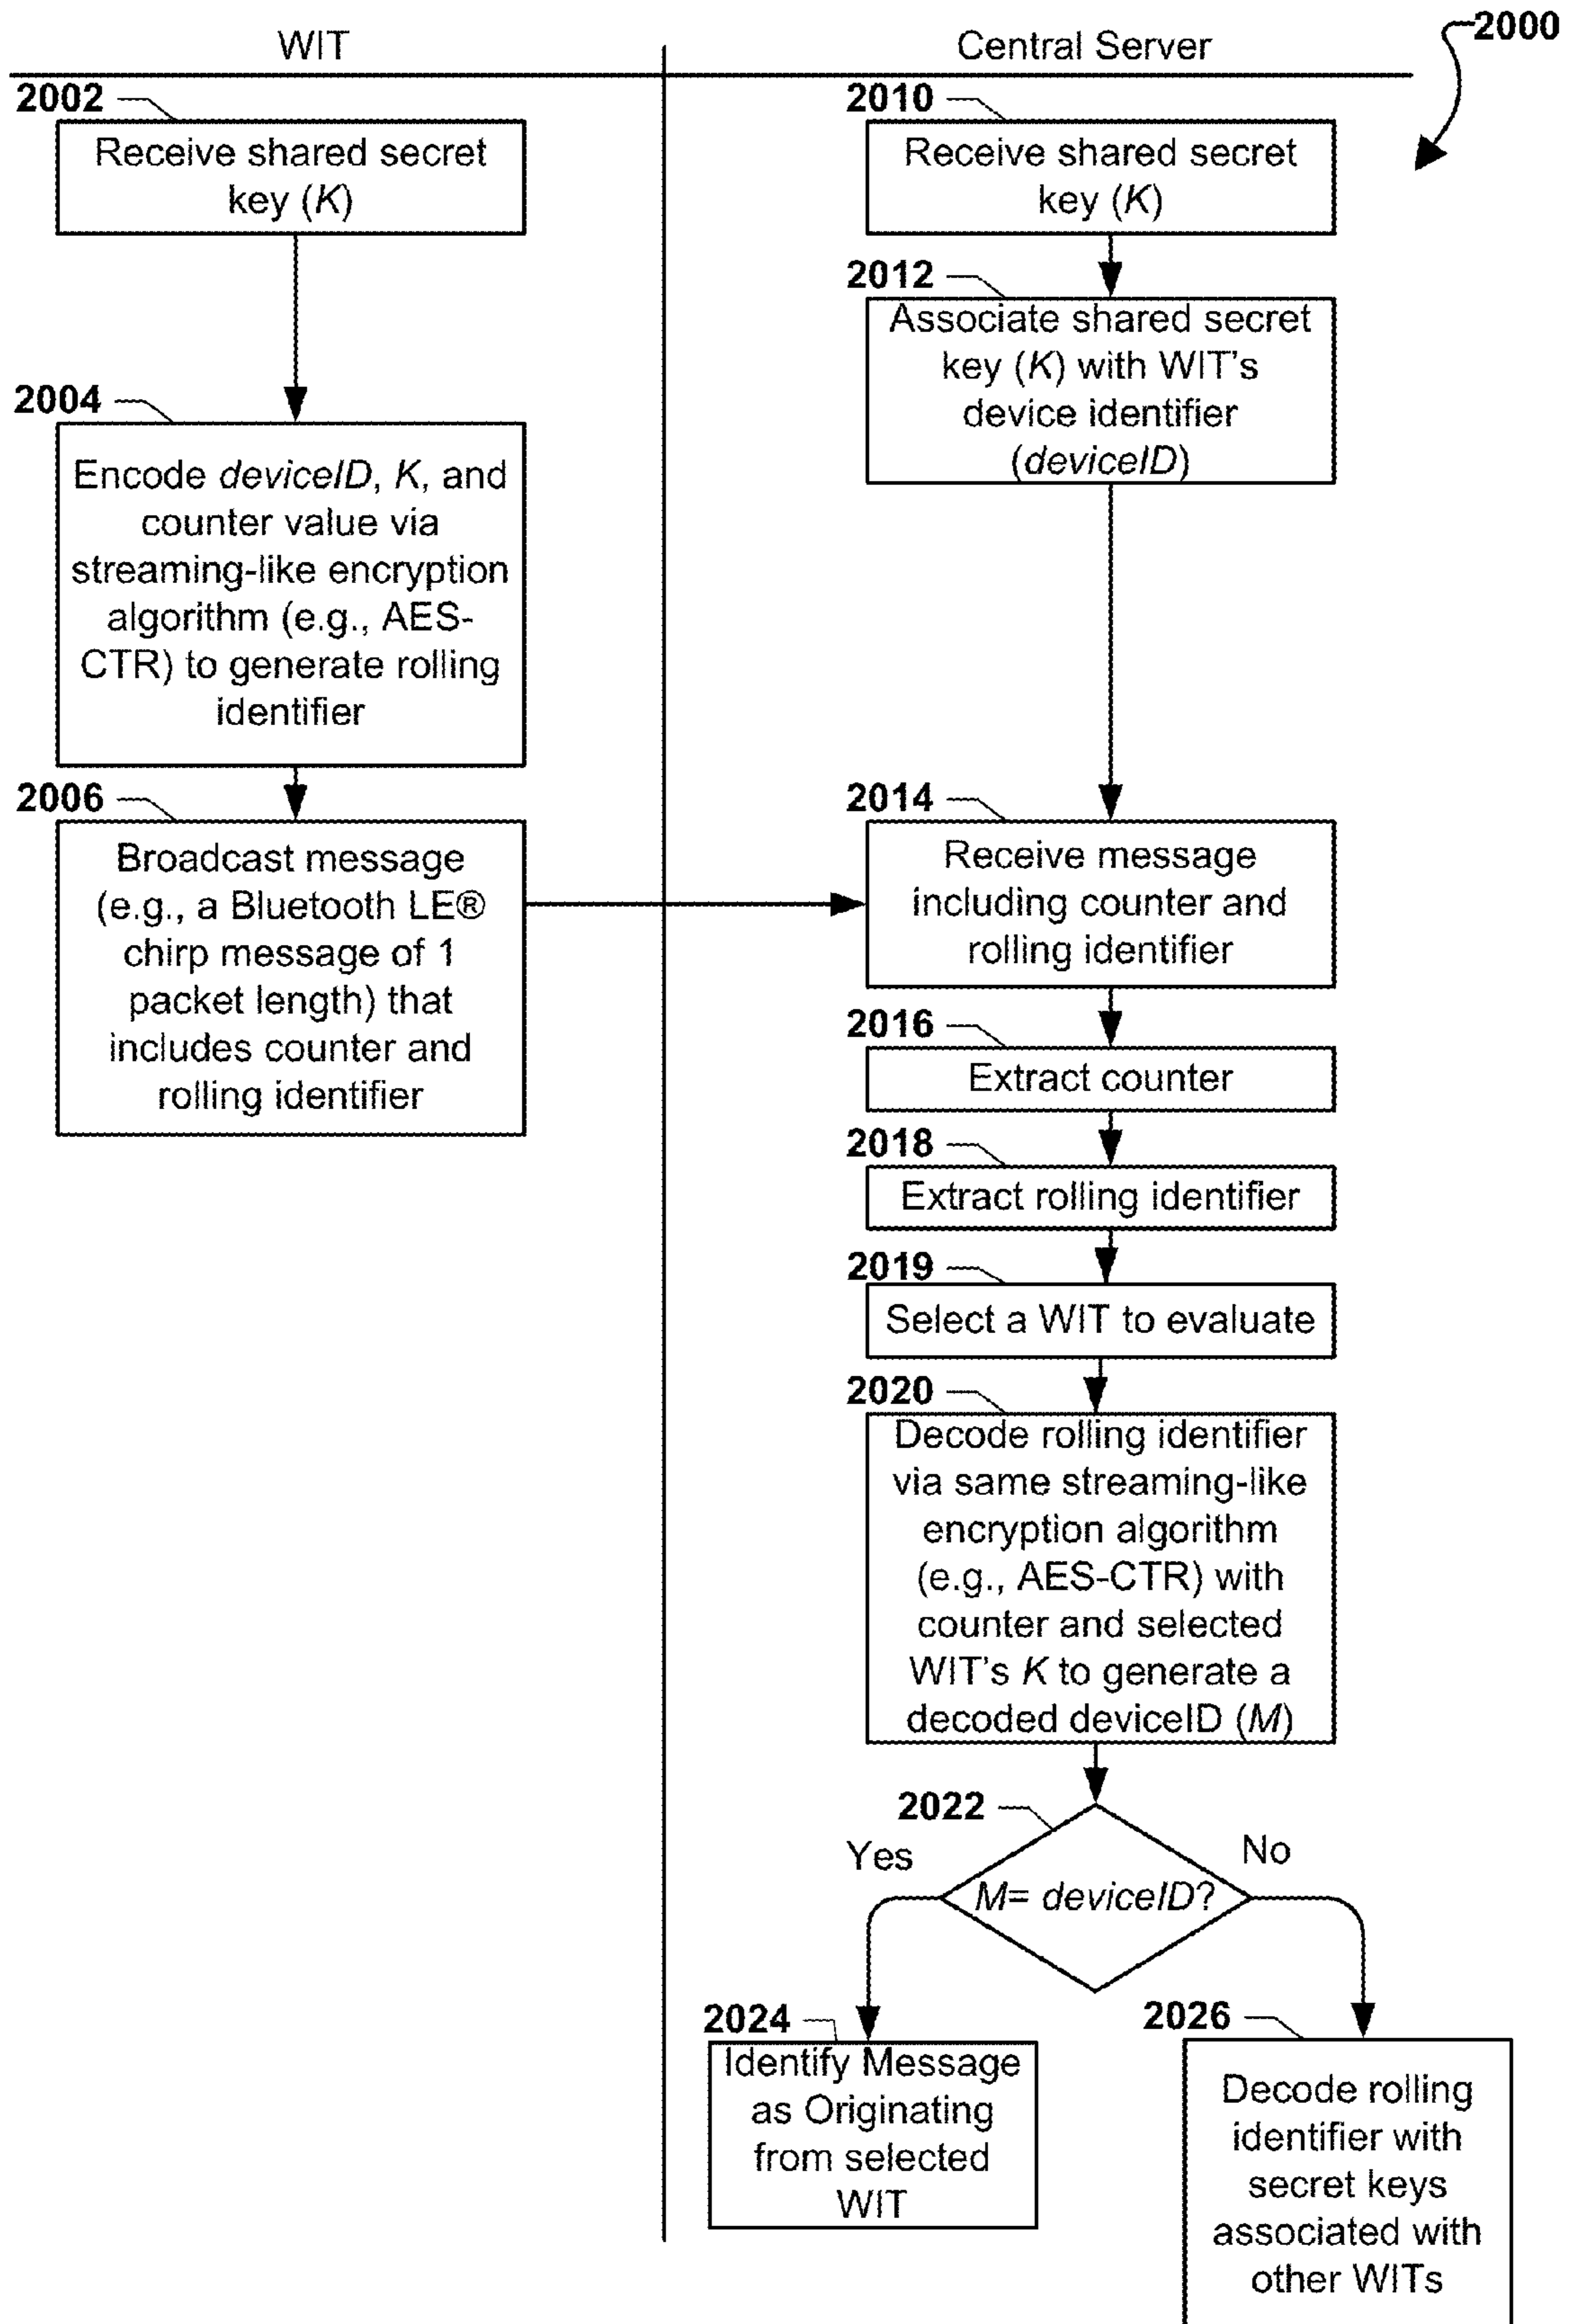 2000
WIT
Central Server
2002
Receive shared secret
key (K)
2004
Encode deviceID, K, and
counter value via
streaming-like encryption
algorithm (e.g., AES-
CTR) to generate rolling
identifier
2006
Broadcast message
(e.g., a Bluetooth LE®
chirp message of 1
packet length) that
includes counter and
rolling identifier
2010
Receive shared secret
key (K)
2012
Associate shared secret
key (K) with WIT's
device identifier
(deviceID)
2014
Receive message
including counter and
rolling identifier
2016
Extract counter
2018
Extract rolling identifier
2019
Select a WIT to evaluate
2020
Decode rolling identifier
via same streaming-like
encryption algorithm
(e.g., AES-CTR) with
counter and selected
WIT's K to generate a
decoded deviceID (M)
2022
Yes
No
M= deviceID?
2024
Identify Message
as Originating
from selected
WIT
2026
Decode rolling
identifier with
secret keys
associated with
other WITs